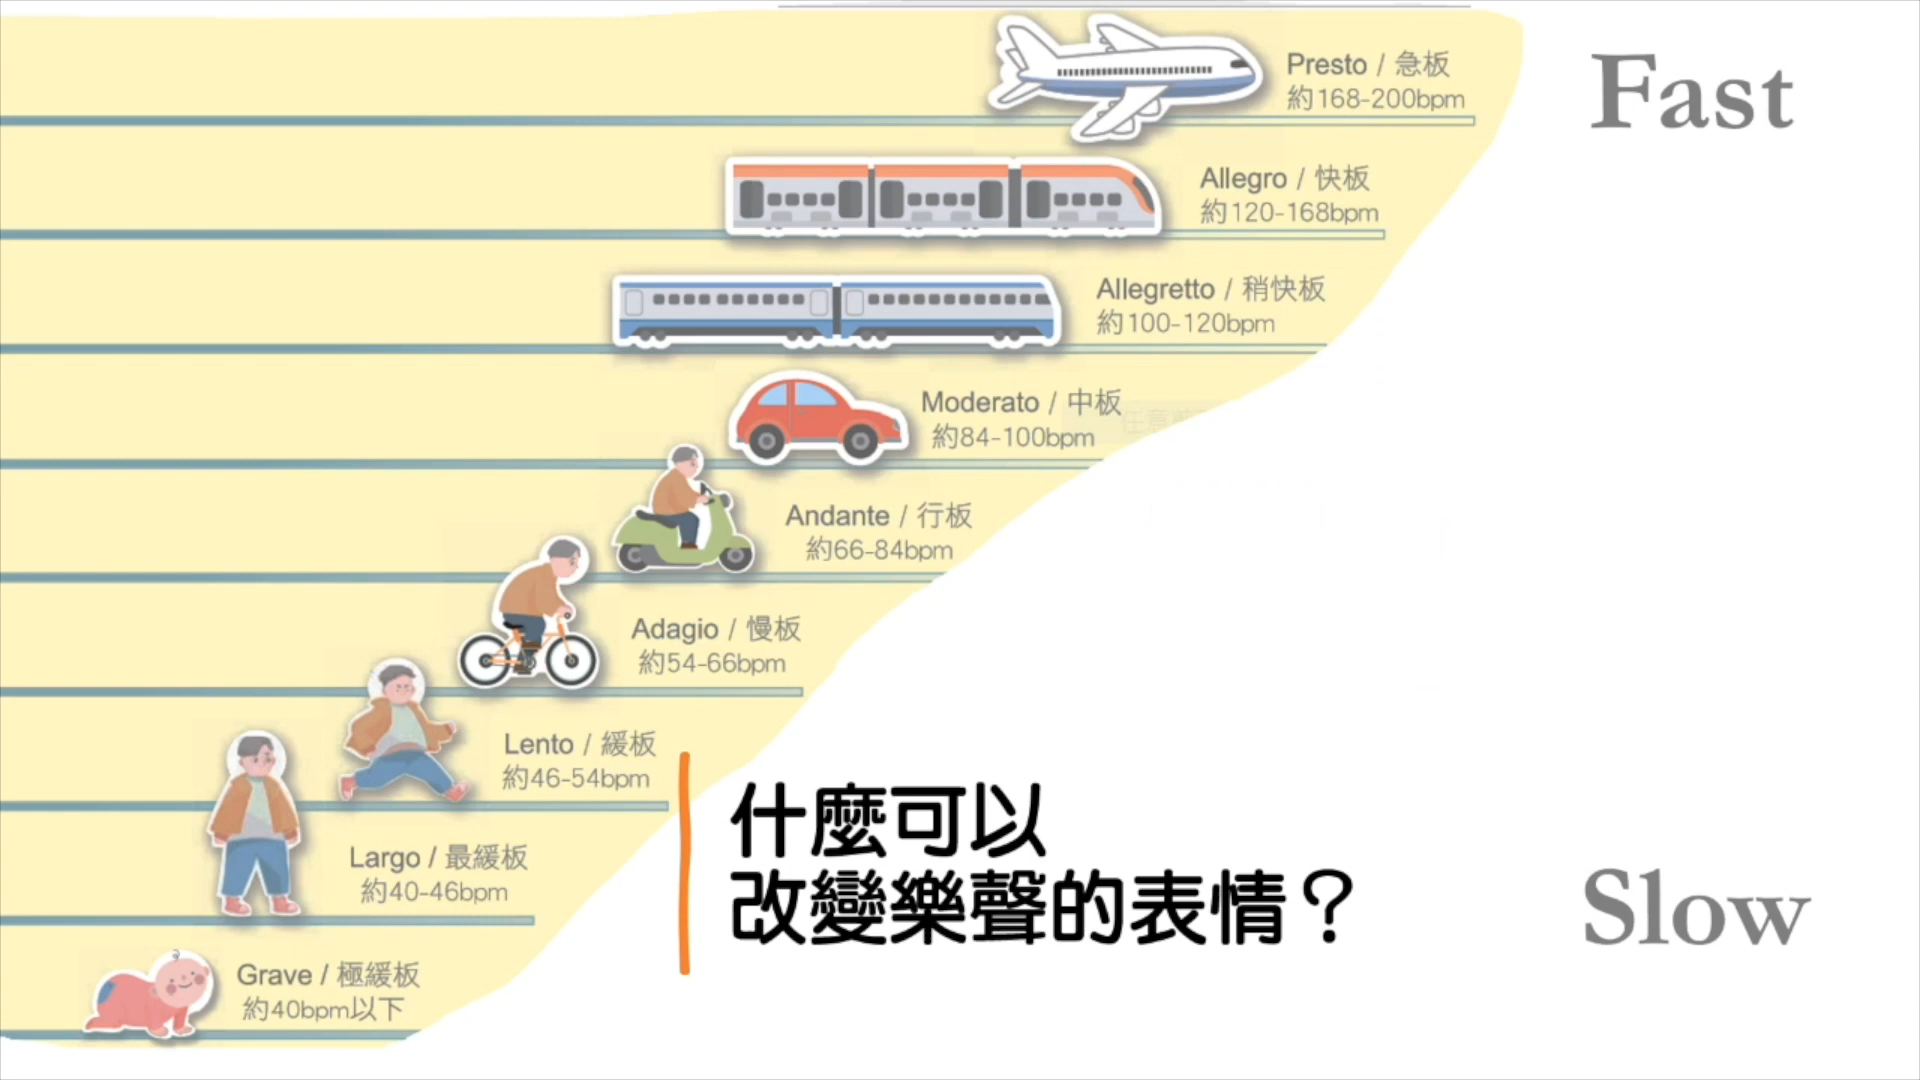 Fast
Presto / 急板
約168-200bpm
Allegro / 快板
約120-168bpm
Allegretto / 稍快板
約100-120bpm
Moderato / 中板
約84-100bpm
Andante / 行板
約66-84bpm
Adagio / 慢板
約54-66bpm
Lento / 緩板
約46-54bpm
Largo / 最緩板
約40-46bpm
Grave / 極緩板
約40bpm以下
什麼可以
改變樂聲的表情？
Slow